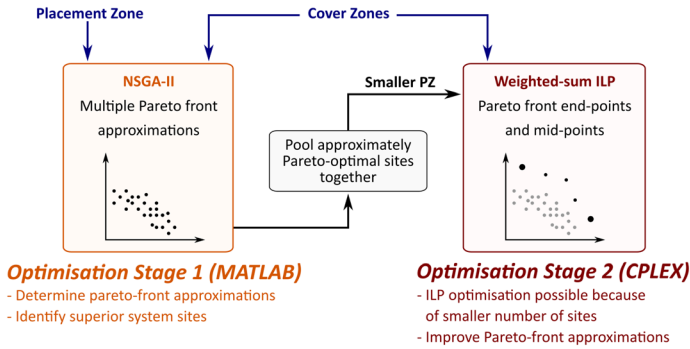 Placement Zone
Cover Zones
NSGA-II
Multiple Pareto front
approximations
Smaller PZ
Pool approximately
Pareto-optimal sites
together
Weighted-sum ILP
Pareto front end-points
and mid-points
Optimisation Stage 1 (MATLAB)
- Determine pareto-front approximations
- Identify superior system sites
Optimisation Stage 2 (CPLEX)
- ILP optimisation possible because
of smaller number of sites
- Improve Pareto-front approximations